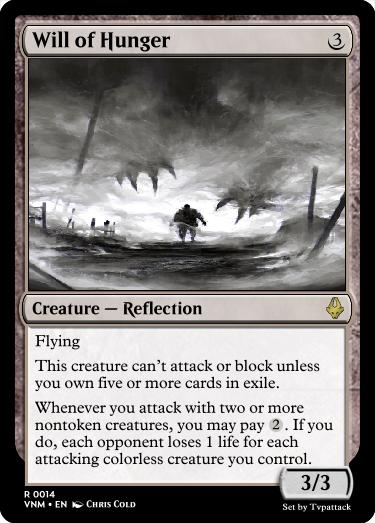 Will of Hunger 3
Creature — Reflection
Flying
This creature can't attack or block unless
you own five or more cards in exile.
Whenever you attack with two or more
nontoken creatures, you may pay 2. If you
do, each opponent loses 1 life for each
attacking colorless creature you control.
3/3
R 0014
VNM • EN Chris Cold
Set by Tvpattack